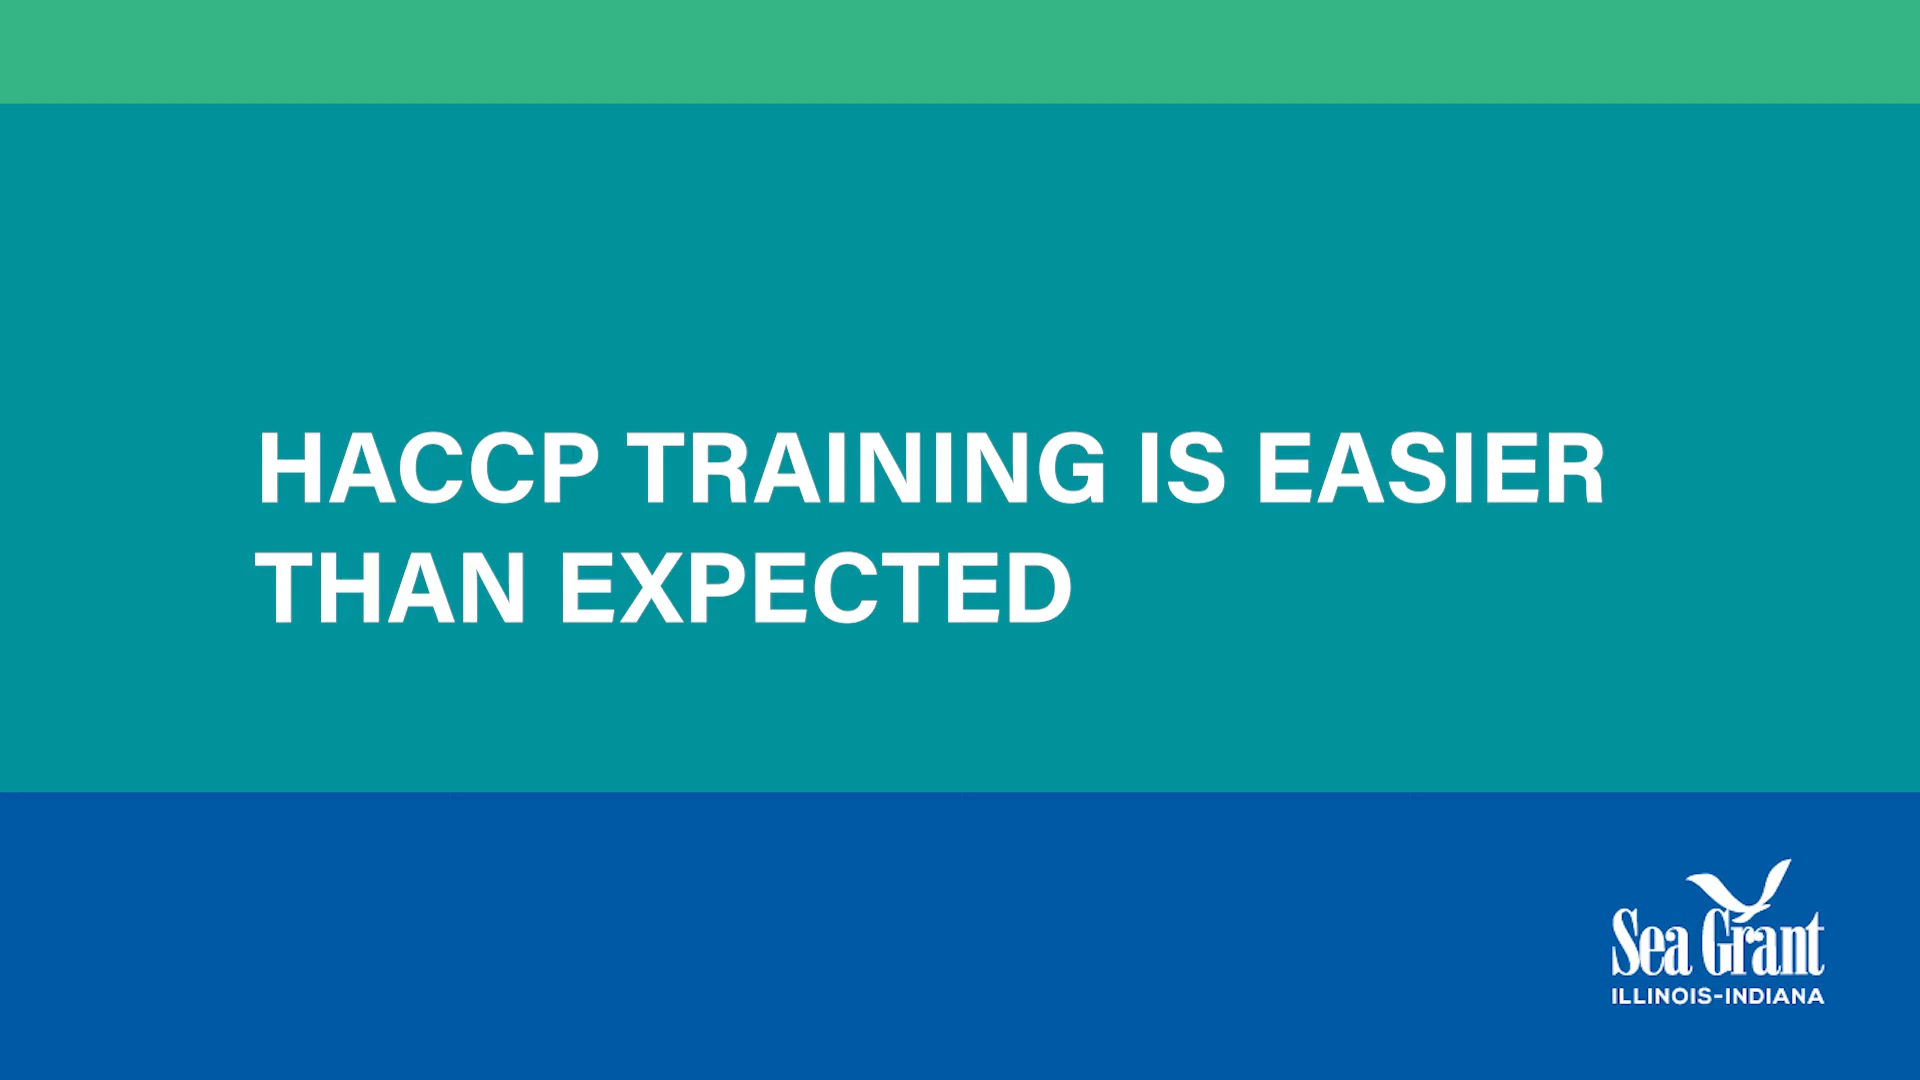 HACCP TRAINING IS EASIER
THAN EXPECTED
Sea Grant
ILLINOIS-INDIANA